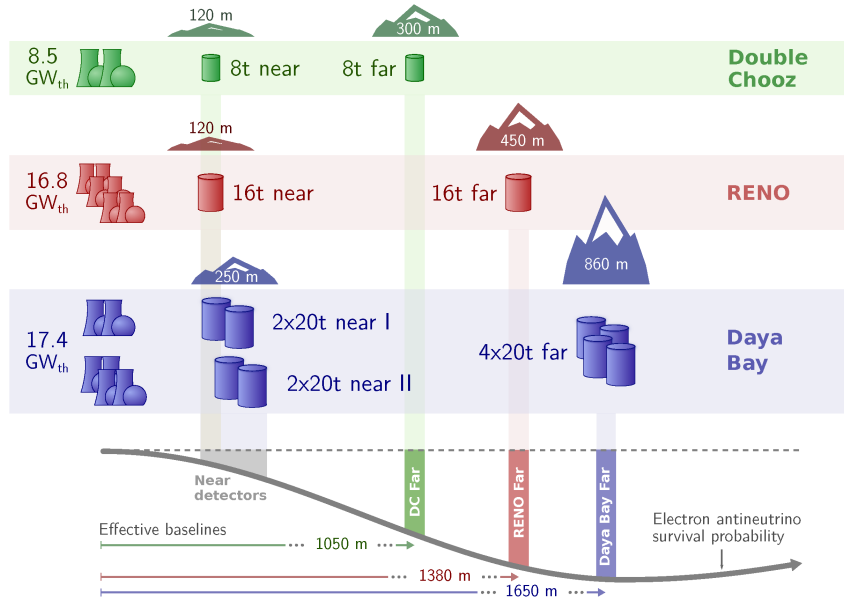 120 m
300 m
8.5
GWth
8t near
8t far
Double
Chooz
120 m
450 m
16.8
GWth
16t near
16t far
RENO
250 m
860 m
17.4
GWth
2x20t near I
2x20t near II
4x20t far
Daya
Bay
Near
detectors
DC Far
RENO Far
Daya Bay Far
Effective baselines
Electron antineutrino
survival probability
1050 m
1380 m
1650 m